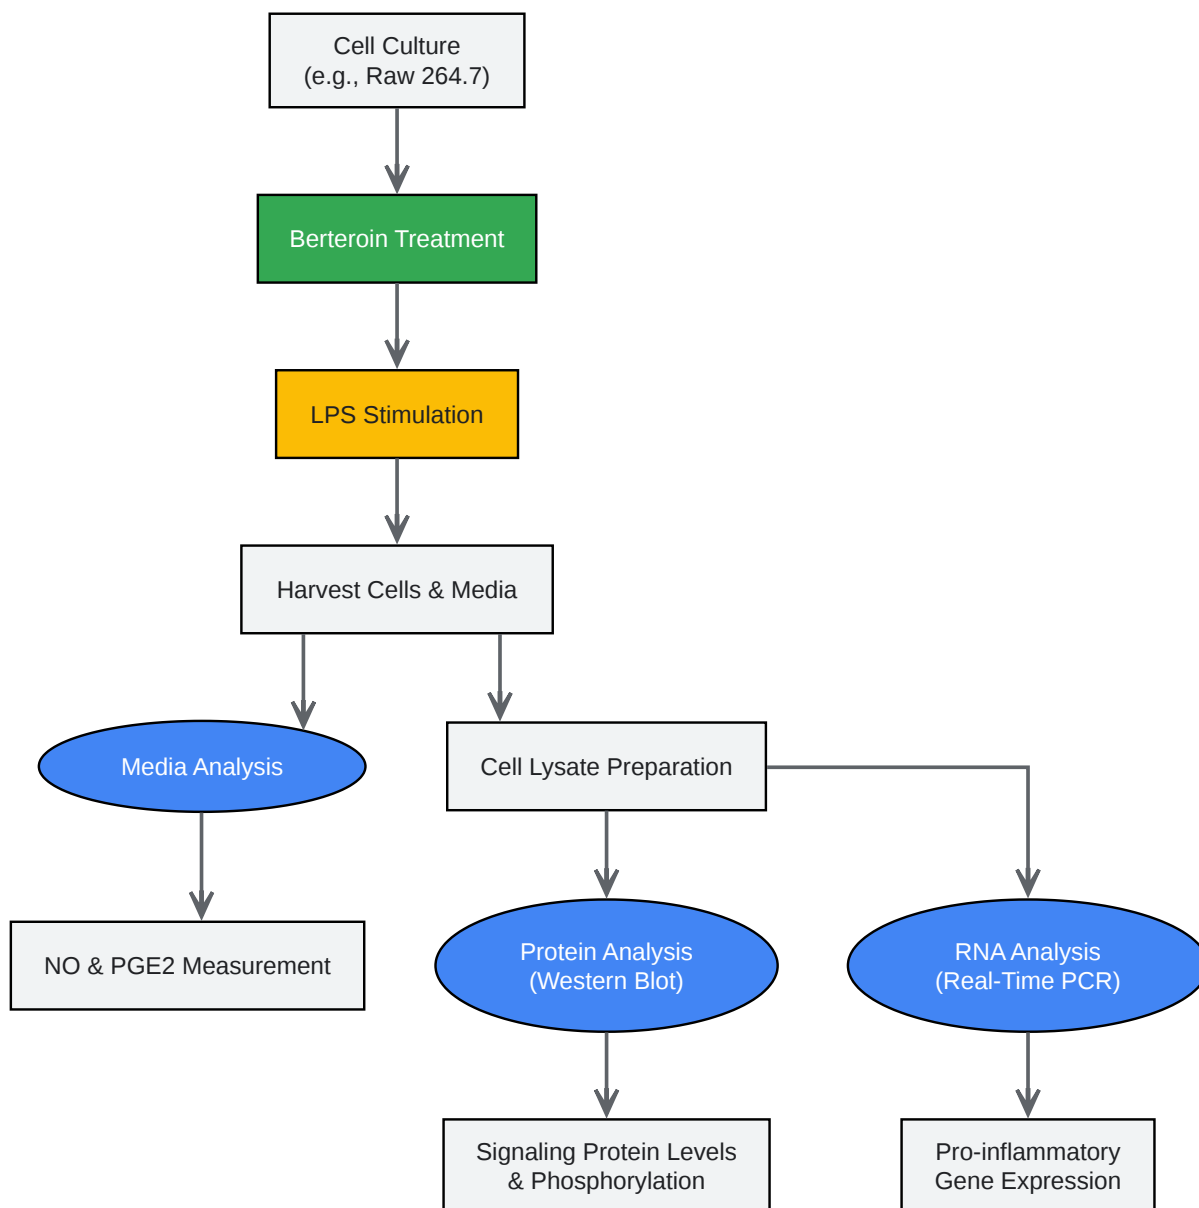 Cell Culture
(e.g., Raw 264.7)
Berteroin Treatment
LPS Stimulation
Harvest Cells & Media
Media Analysis
Cell Lysate Preparation
NO & PGE2 Measurement
Protein Analysis
(Western Blot)
RNA Analysis
(Real-Time PCR)
Signaling Protein Levels
& Phosphorylation
Pro-inflammatory
Gene Expression